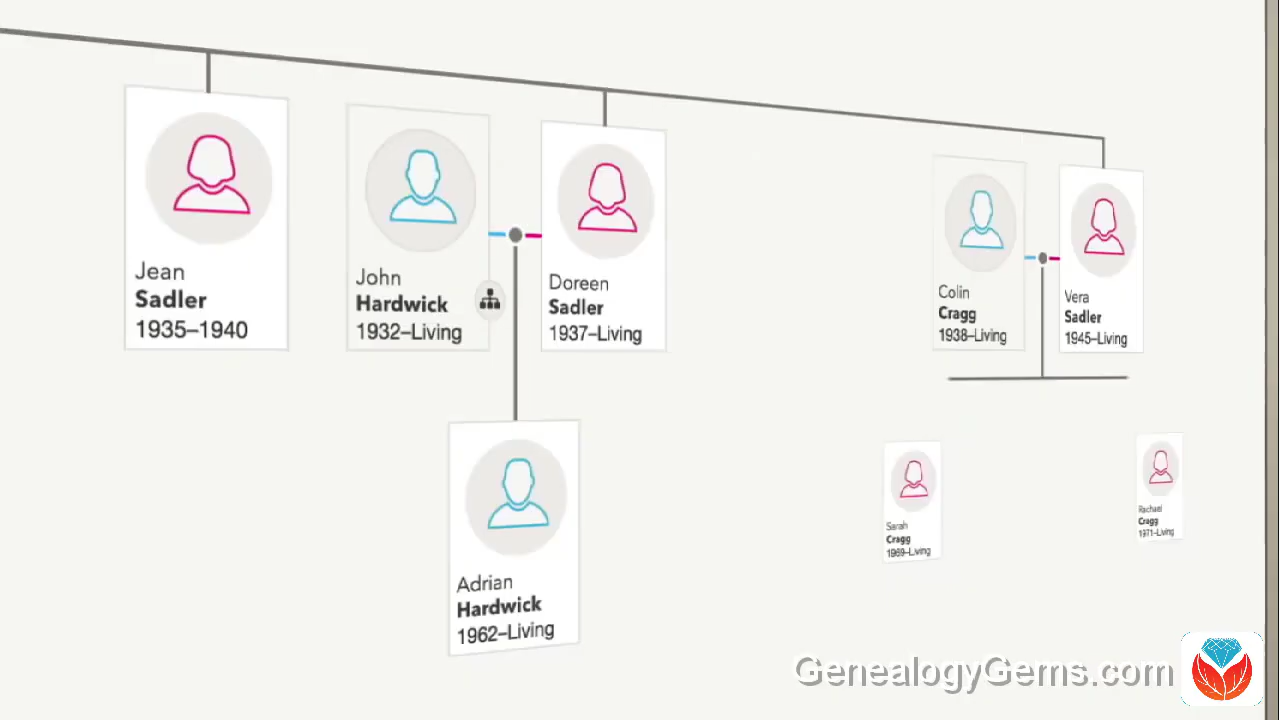 Jean
Sadler
1935–1940
John
Hardwick
1932–Living
Doreen
Sadler
1937–Living
Colin
Cragg
1938–Living
Vera
Sadler
1945–Living
Adrian
Hardwick
1962–Living
Sarah
Cragg
1969–Living
Rachael
Cragg
1971–Living
GenealogyGems.com